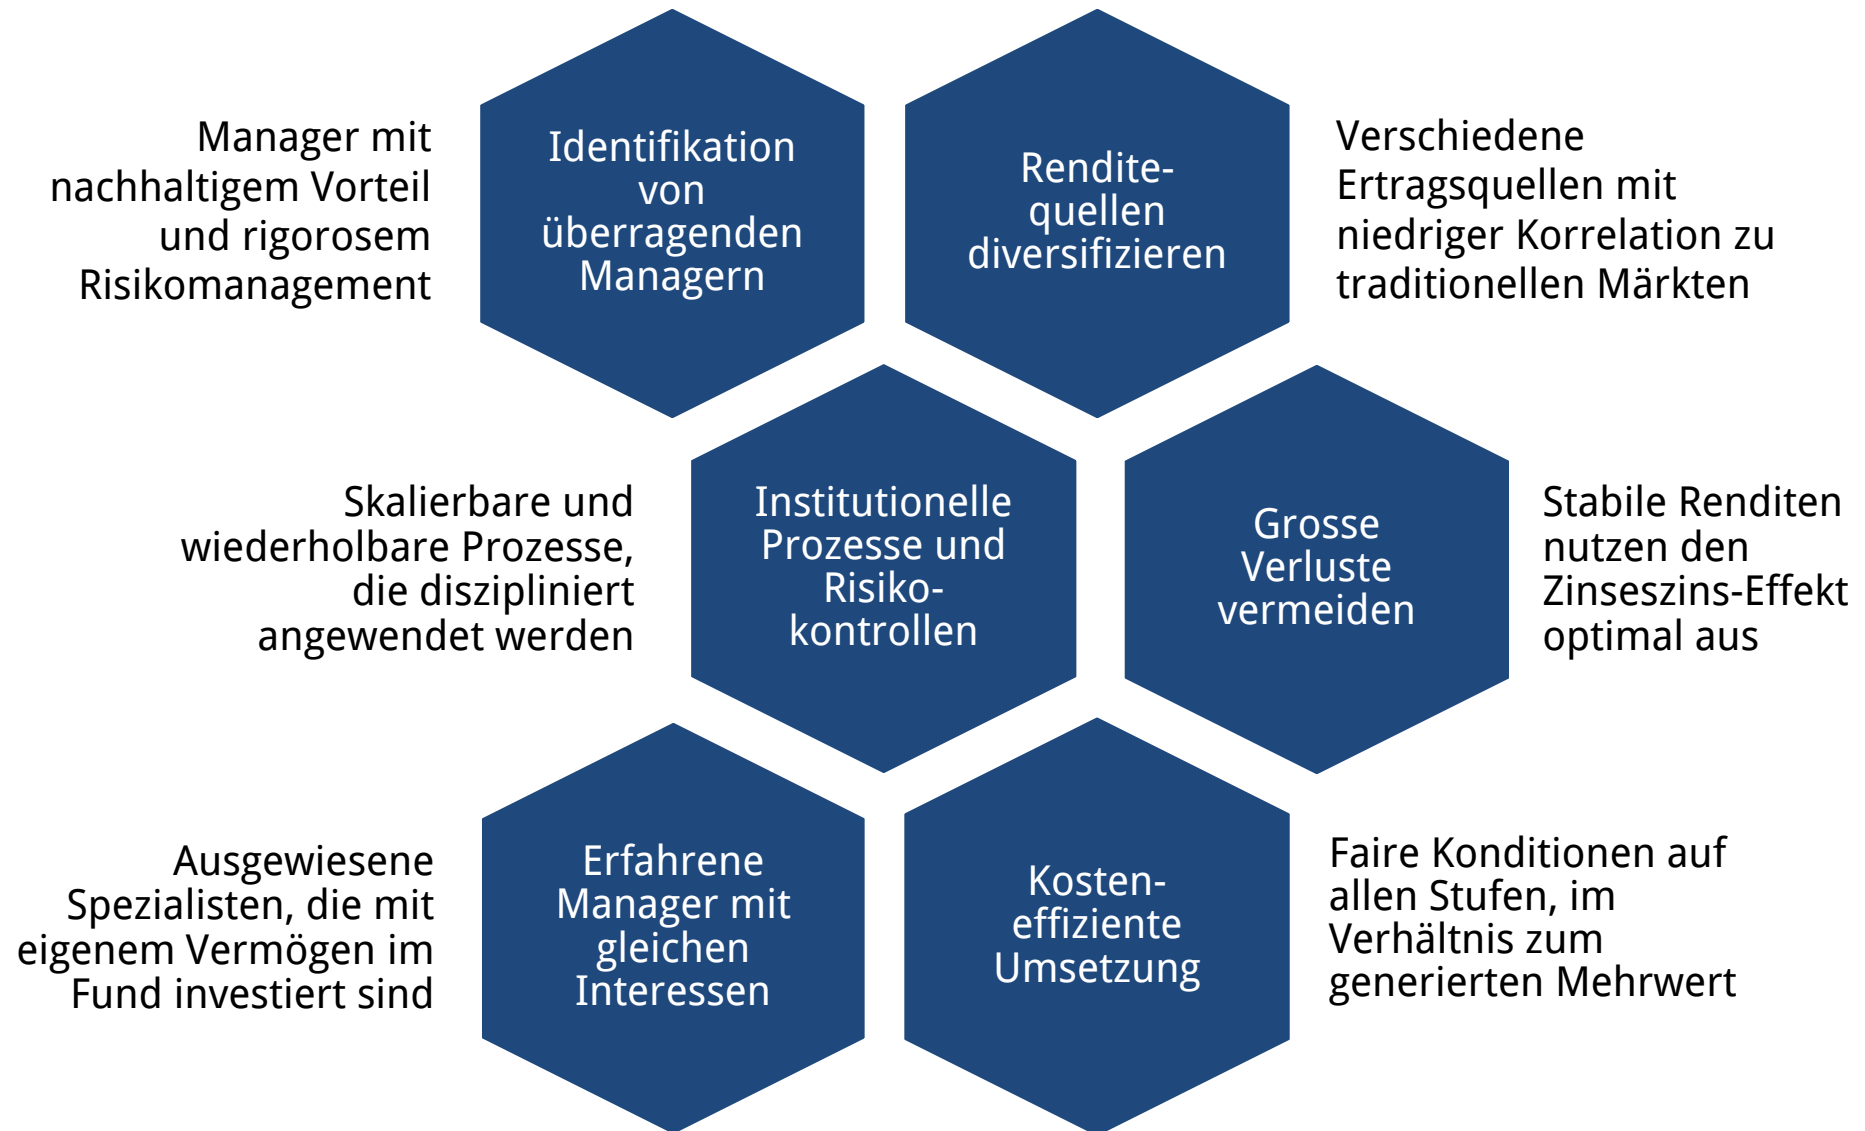 Manager mit
nachhaltigem Vorteil
und rigorosem
Risikomanagement
Identifikation
von
überragenden
Managern
Rendite-
quellen
diversifizieren
Verschiedene
Ertragsquellen mit
niedriger Korrelation zu
traditionellen Märkten
Skalierbare und
wiederholbare Prozesse,
die diszipliniert
angewendet werden
Institutionelle
Prozesse und
Risiko-
kontrollen
Grosse
Verluste
vermeiden
Stabile Renditen
nutzen den
Zinseszins-Effekt
optimal aus
Ausgewiesene
Spezialisten, die mit
eigenem Vermögen im
Fund investiert sind
Erfahrene
Manager mit
gleichen
Interessen
Kosten-
effiziente
Umsetzung
Faire Konditionen auf
allen Stufen, im
Verhältnis zum
generierten Mehrwert